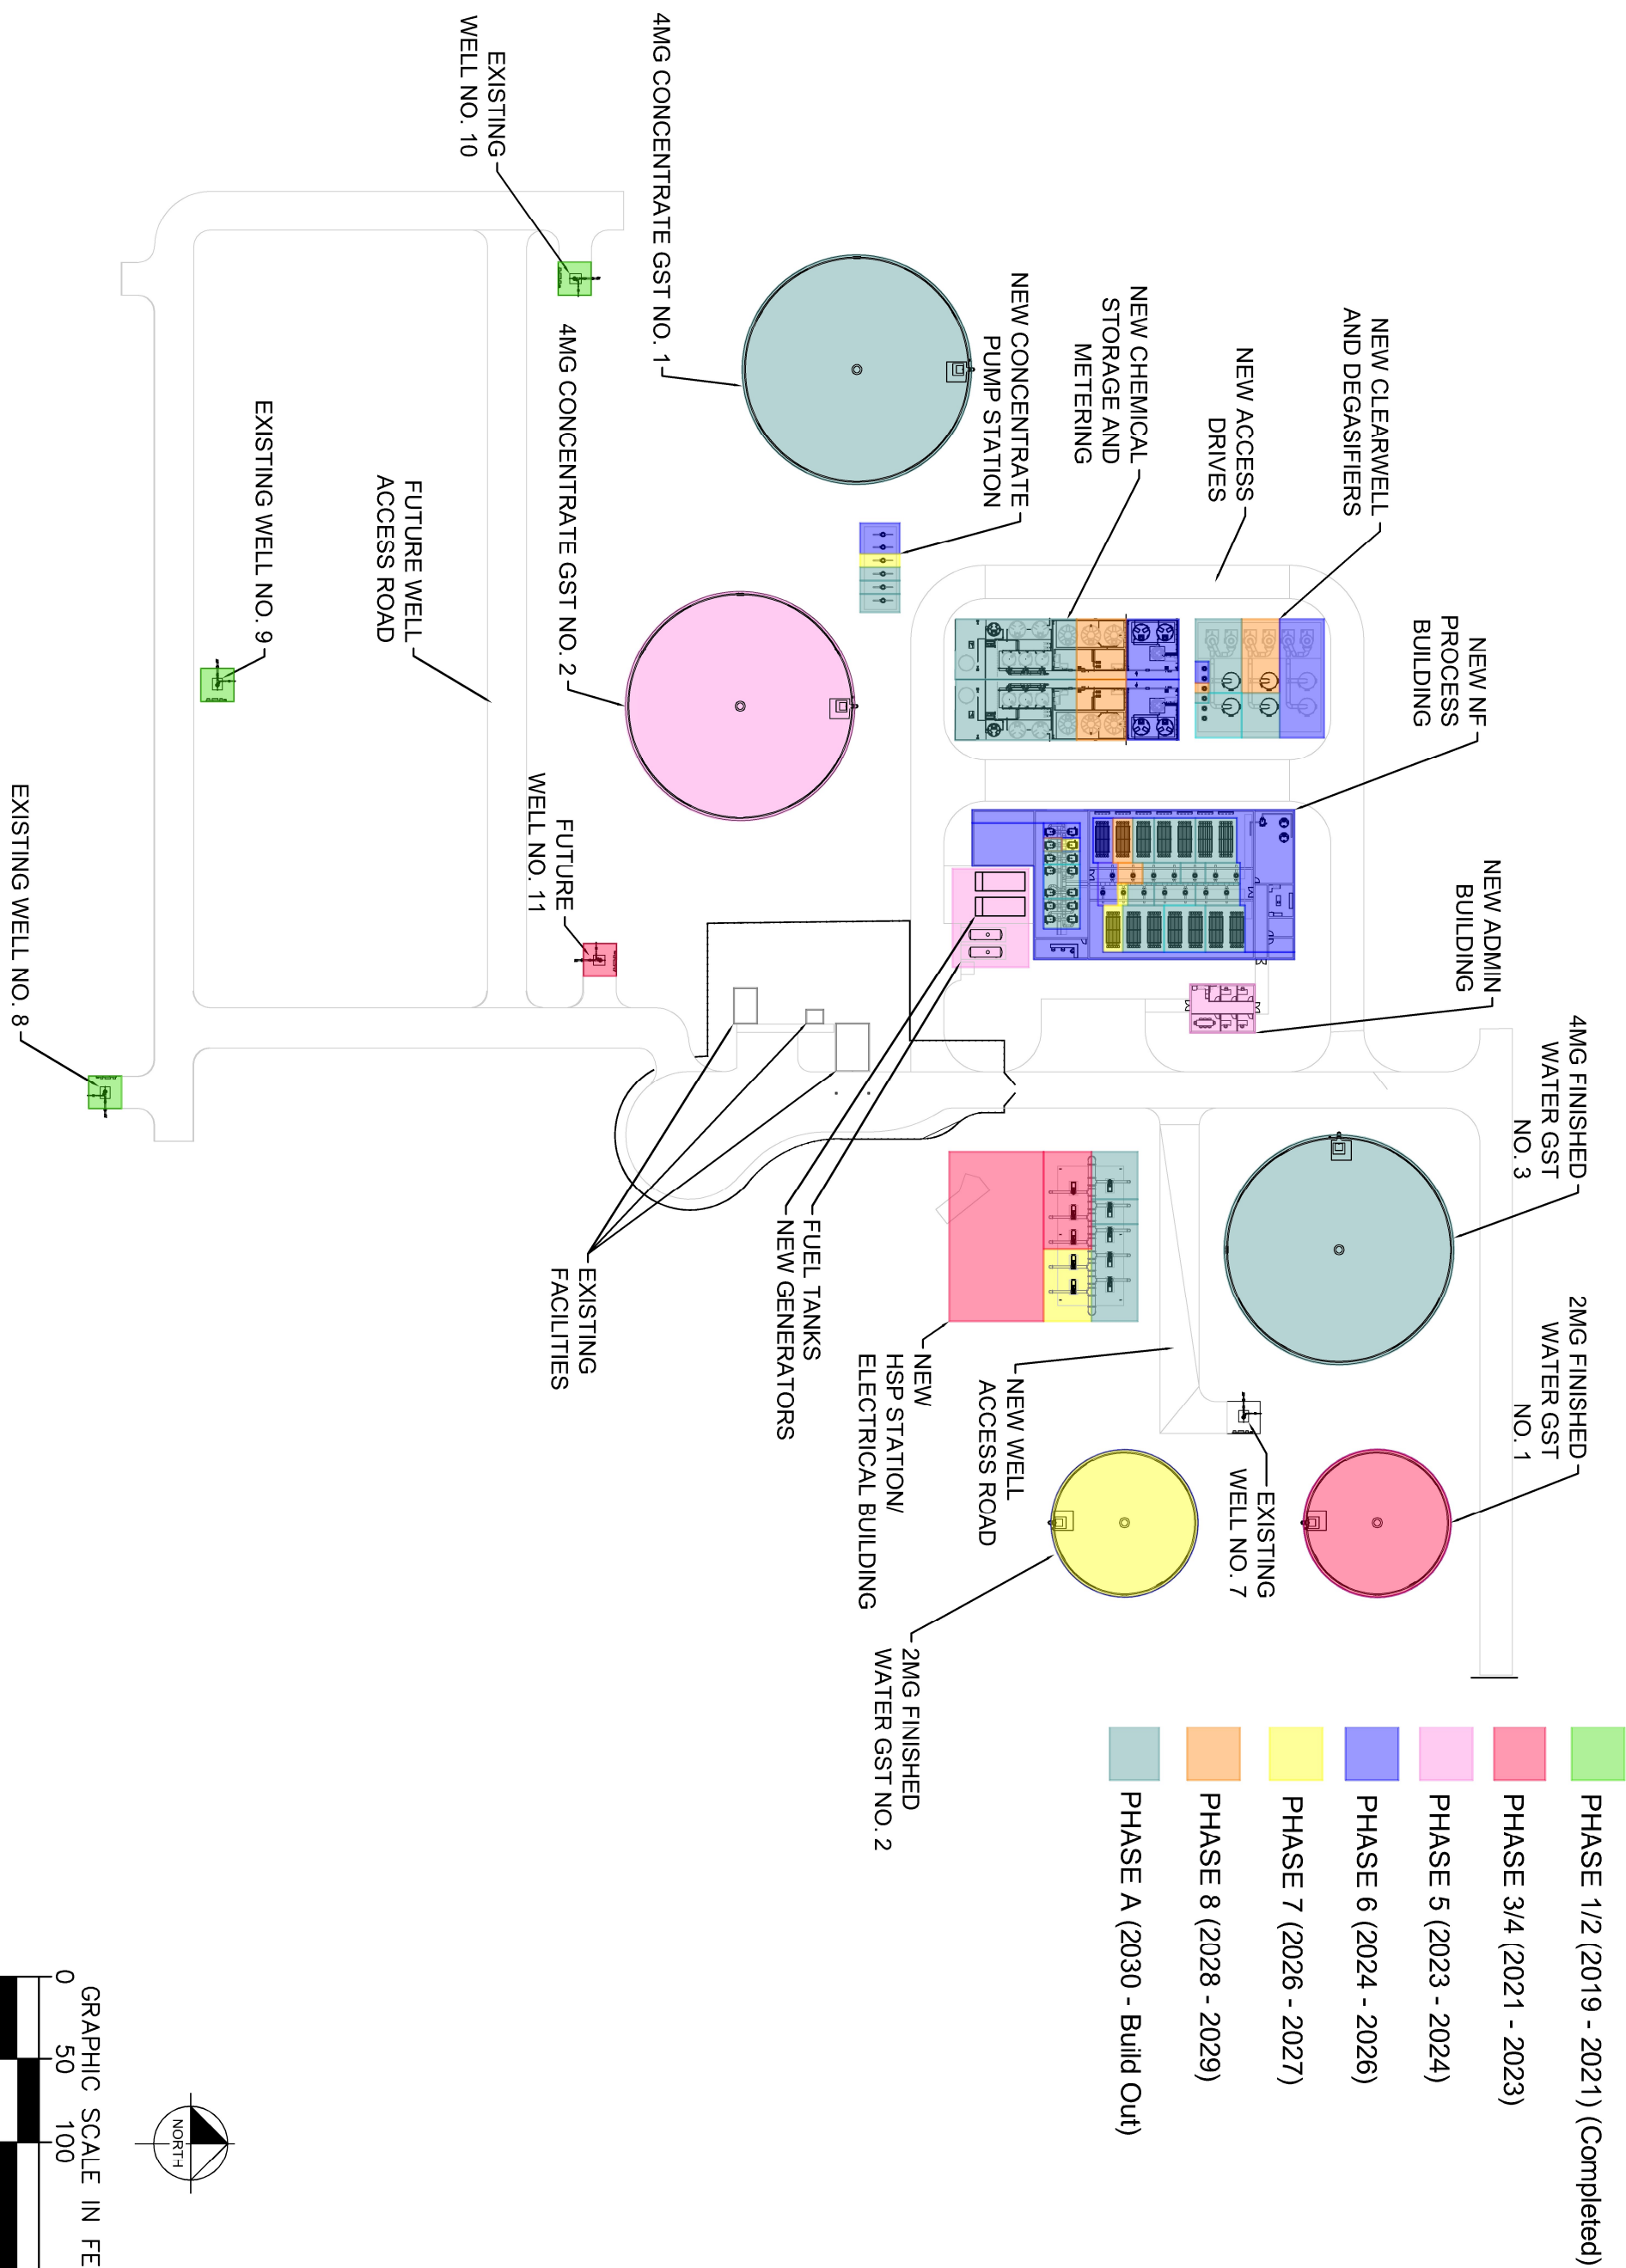 4MG FINISHED
WATER GST
NO. 3
2MG FINISHED
WATER GST
NO. 1
NEW ADMIN
BUILDING
NEW NF
PROCESS
BUILDING
NEW CLEARWELL
AND DEGASIFIERS
NEW ACCESS
DRIVES
NEW CHEMICAL
STORAGE AND
METERING
NEW CONCENTRATE
PUMP STATION
4MG CONCENTRATE GST NO. 1
4MG CONCENTRATE GST NO. 2
EXISTING
WELL NO. 10
EXISTING WELL NO. 9
FUTURE WELL
ACCESS ROAD
FUTURE
WELL NO. 11
EXISTING WELL NO. 8
EXISTING
FACILITIES
FUEL TANKS
NEW GENERATORS
NEW
HSP STATION/
ELECTRICAL BUILDING
NEW WELL
ACCESS ROAD
EXISTING
WELL NO. 7
2MG FINISHED
WATER GST NO. 2
PHASE 1/2 (2019 - 2021) (Completed)
PHASE 3/4 (2021 - 2023)
PHASE 5 (2023 - 2024)
PHASE 6 (2024 - 2026)
PHASE 7 (2026 - 2027)
PHASE 8 (2028 - 2029)
PHASE A (2030 - Build Out)
NORTH
GRAPHIC SCALE IN FE
0 50 100